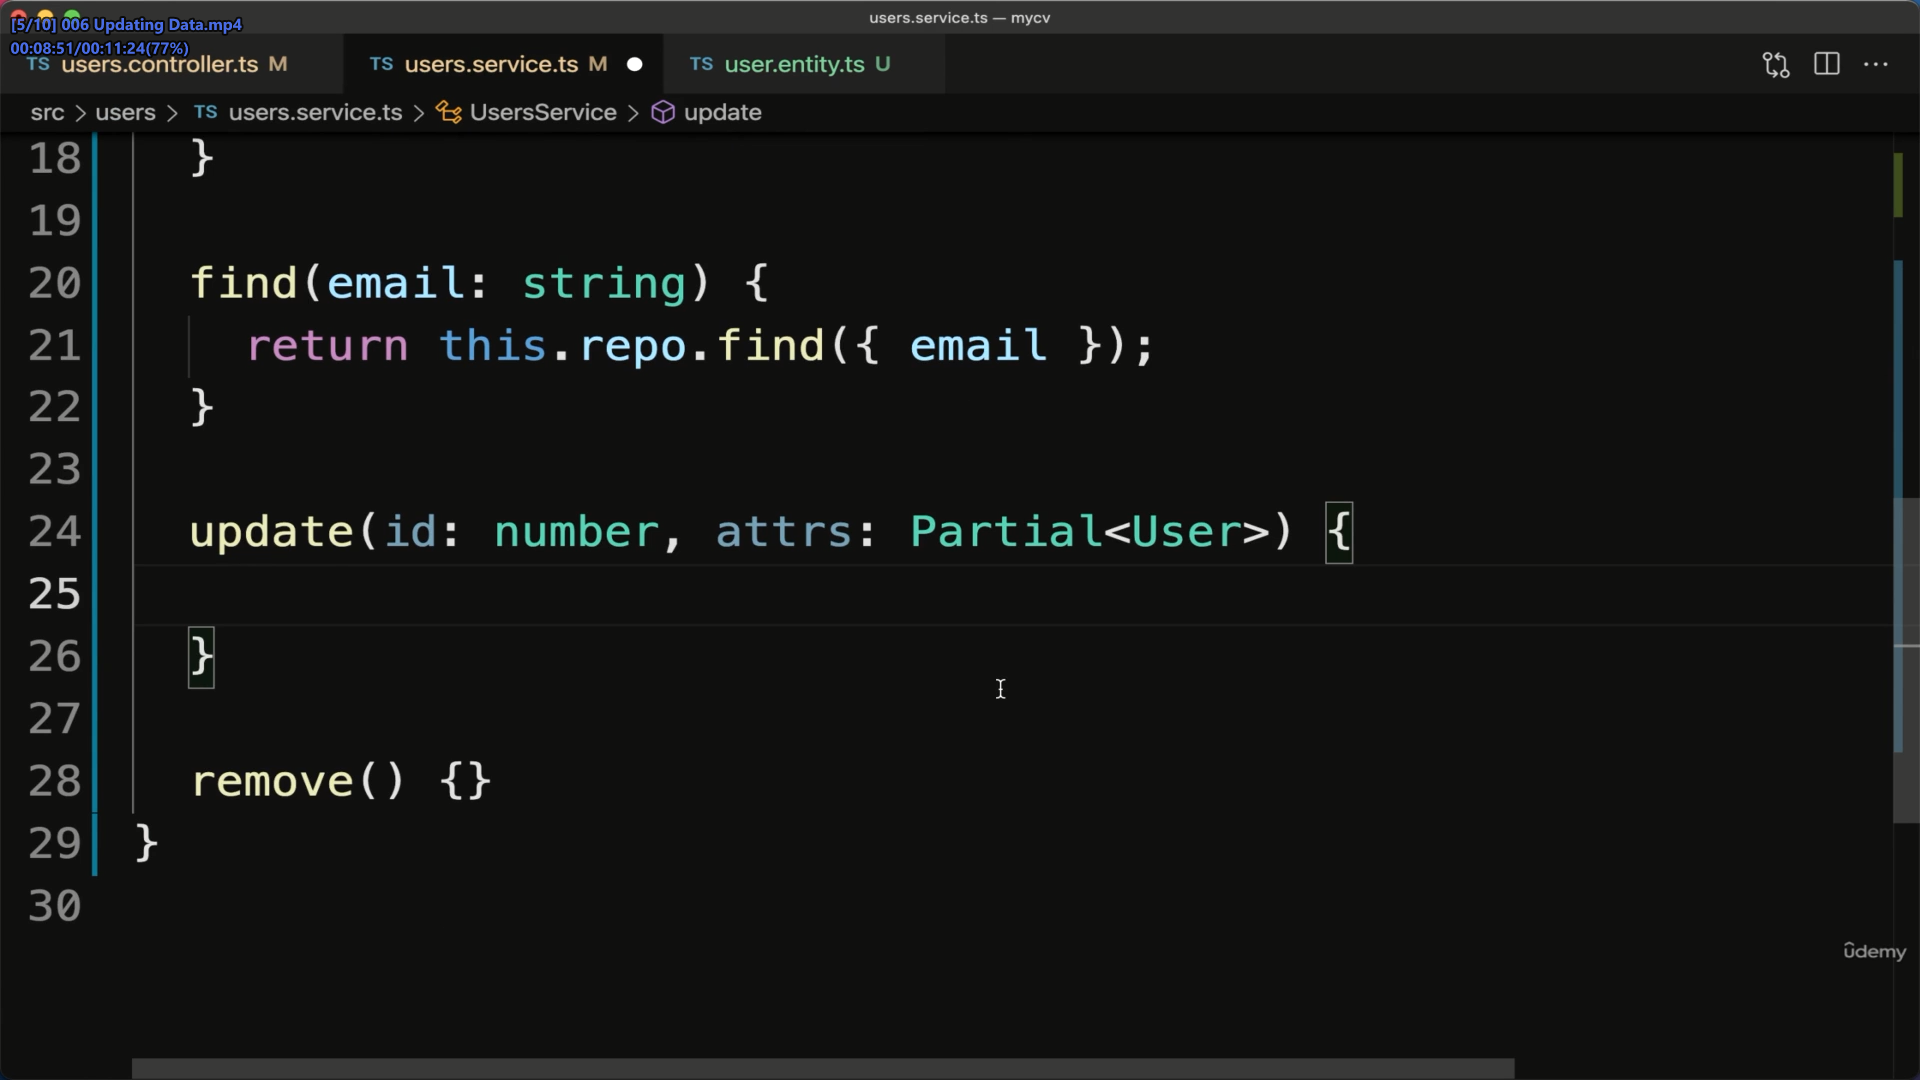 users.service.ts — mycv
[5/10] 006 Updating Data.mp4
00:08:51/00:11:24(77%)
TS users.controller.ts M
TS users.service.ts M
TS user.entity.ts U
src > users > TS users.service.ts > UsersService > update
18 }
19
20 find(email: string) {
21 return this.repo.find({ email });
22 }
23
24 update(id: number, attrs: Partial<User>) {
25
26 }
27
28 remove() {}
29 }
30
ûdemy